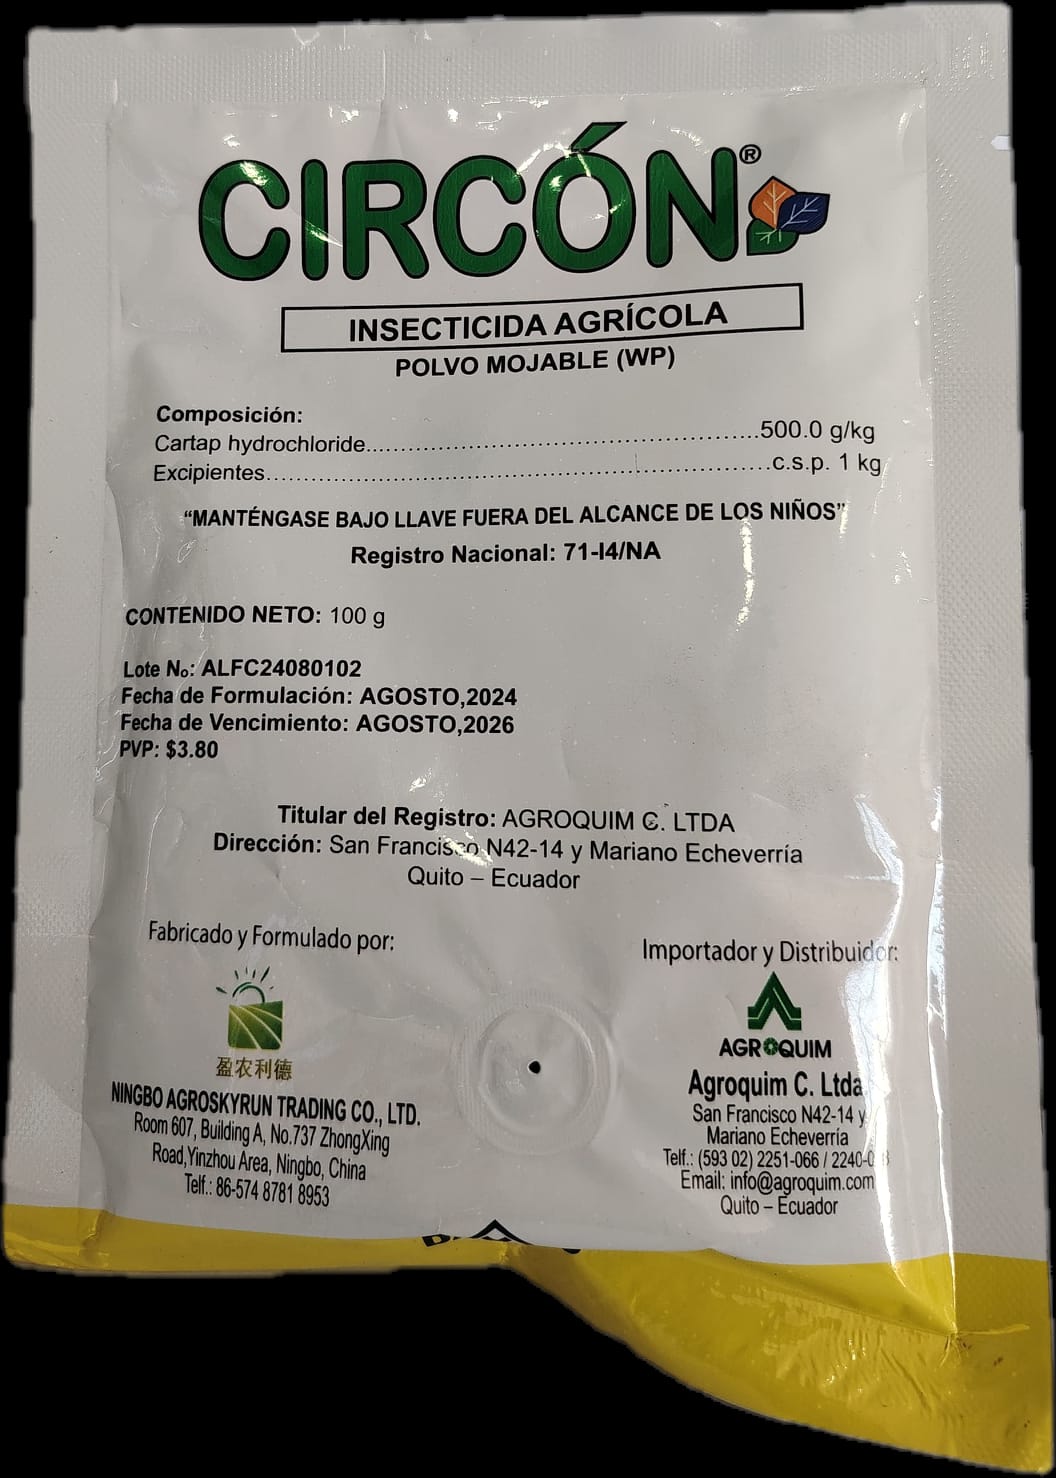 CIRCÓN®
INSECTICIDA AGRÍCOLA
POLVO MOJABLE (WP)
Composición:
Cartap hydrochloride..........500.0 g/kg
Excipientes..........c.s.p. 1 kg
“MANTÉNGASE BAJO LLAVE FUERA DEL ALCANCE DE LOS NIÑOS”
Registro Nacional: 71-I4/NA
CONTENIDO NETO: 100 g
Lote No: ALFC24080102
Fecha de Formulación: AGOSTO,2024
Fecha de Vencimiento: AGOSTO,2026
PVP: $3.80
Titular del Registro: AGROQUIM C. LTDA
Dirección: San Francisco N42-14 y Mariano Echeverría
Quito – Ecuador
Fabricado y Formulado por:
盈农利德
NINGBO AGROSKYRUN TRADING CO., LTD.
Room 607, Building A, No.737 ZhongXing
Road,Yinzhou Area, Ningbo, China
Telf.: 86-574 8781 8953
Importador y Distribuidor:
AGROQUIM
Agroquim C. Ltda
San Francisco N42-14 y
Mariano Echeverría
Telf.: (593 02) 2251-066 /
Email: info@agroquim.com
Quito – Ecuador